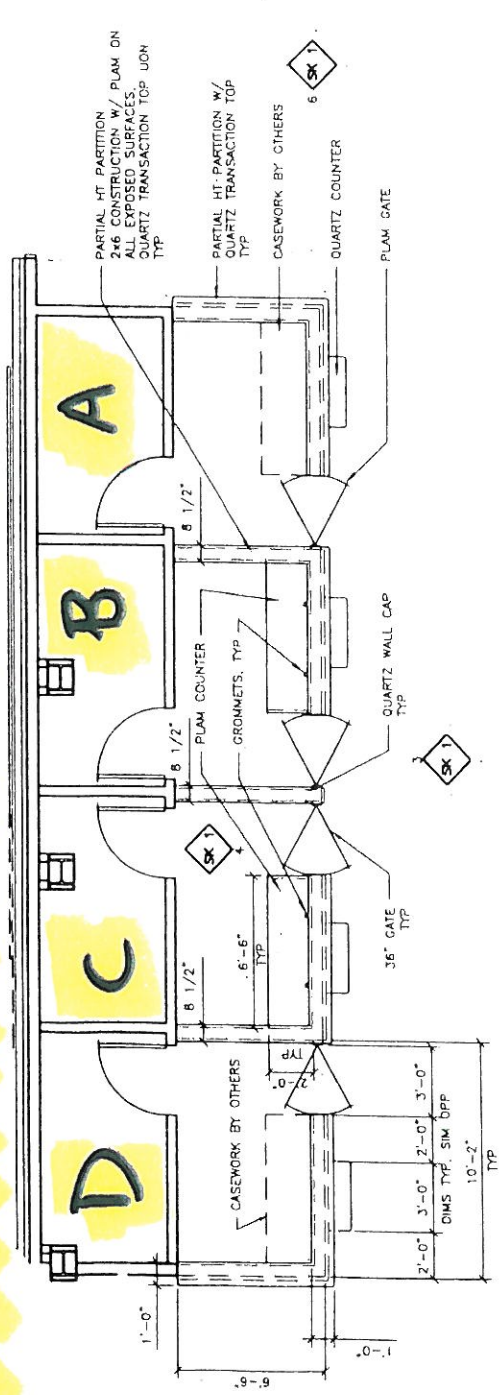 PARTIAL HT PARTITION
2x6 CONSTRUCTION W/ PLAM ON
ALL EXPOSED SURFACES,
QUARTZ TRANSACTION TOP UON
TYP
PARTIAL HT PARTITION W/
QUARTZ TRANSACTION TOP
TYP
CASEWORK BY OTHERS
6
SK 1
QUARTZ COUNTER
PLAM GATE
A
B
C
D
8 1/2"
PLAM COUNTER
GROMMETS, TYP
8 1/2"
QUARTZ WALL CAP
TYP
3
SK 1
SK 1
4
8 1/2"
6'-6"
TYP
36" GATE
TYP
2'-0"
TYP
CASEWORK BY OTHERS
1'-0"
6'-6"
1'-0"
2'-0"
3'-0"
2'-0"
3'-0"
DIMS TYP, SIM OPP
10'-2"
TYP